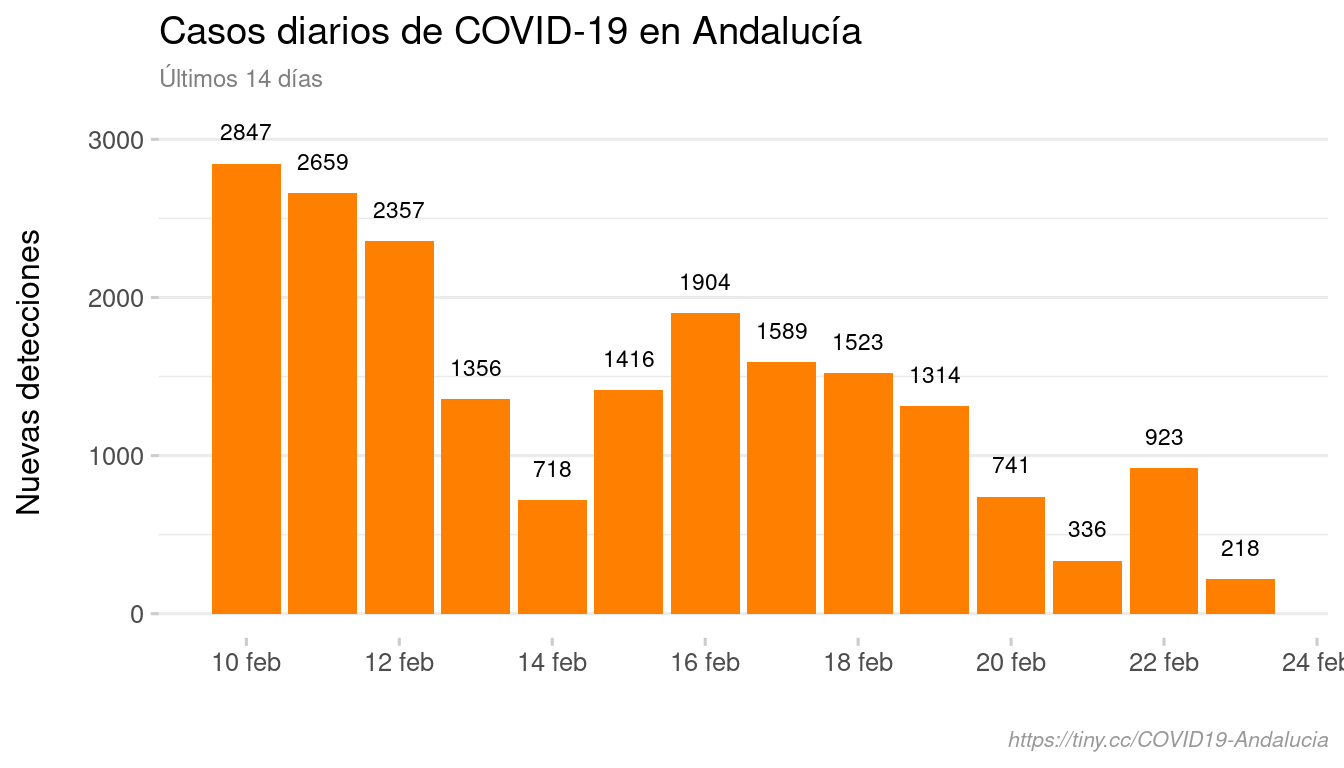 Casos diarios de COVID-19 en Andalucía
Últimos 14 días
Nuevas detecciones
3000
2000
1000
0
2847
2659
2357
1356
718
1416
1904
1589
1523
1314
741
336
923
218
10 feb
12 feb
14 feb
16 feb
18 feb
20 feb
22 feb
24 feb
https://tiny.cc/COVID19-Andalucia